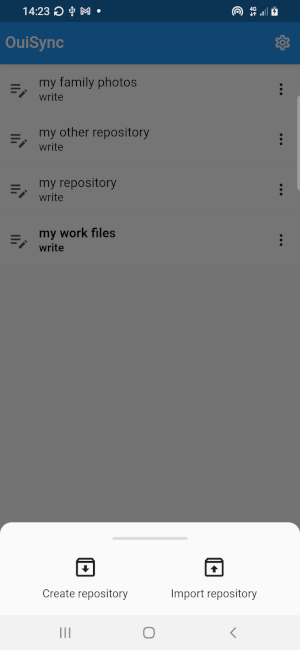 14:23
OuiSync
my family photos
write
my other repository
write
my repository
write
my work files
write
Create repository
Import repository